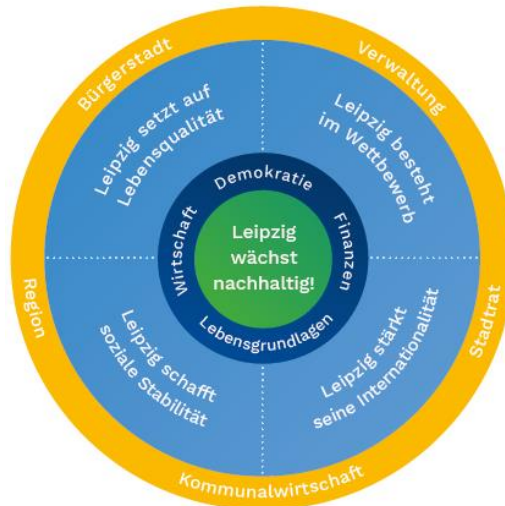 Bürgerstadt
Verwaltung
Leipzig setzt auf
Lebensqualität
Leipzig besteht
im Wettbewerb
Demokratie
Wirtschaft
Finanzen
Leipzig
wächst
nachhaltig!
Lebensgrundlagen
Region
Stadtrat
Leipzig schafft
soziale Stabilität
Leipzig stärkt
seine Internationalität
Kommunalwirtschaft